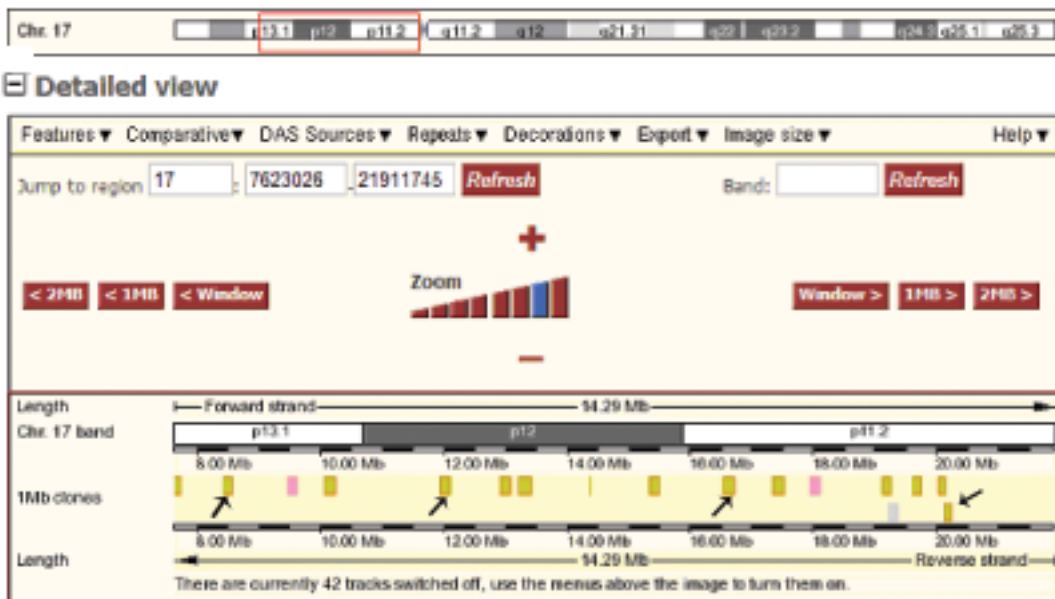 Chr. 17 p13.1 p12 p11.2 q11.2 q12 q21.31 q22 q23.2 q24.3 q25.1 q25.3
Detailed view
Features ▼ Comparative▼ DAS Sources ▼ Repeats ▼ Decorations ▼ Export ▼ Image size ▼ Help ▼
Jump to region 17 : 7623026 - 21911745 Refresh Band: Refresh
Zoom
< 2MB < 1MB < Window Window > 1MB > 2MB >
Length Forward strand 14.29 Mb
Chr. 17 band p13.1 p12 p11.2
8.00 Mb 10.00 Mb 12.00 Mb 14.00 Mb 16.00 Mb 18.00 Mb 20.00 Mb
1Mb clones
8.00 Mb 10.00 Mb 12.00 Mb 14.00 Mb 16.00 Mb 18.00 Mb 20.00 Mb
Length 14.29 Mb Reverse strand
There are currently 42 tracks switched off, use the menus above the image to turn them on.